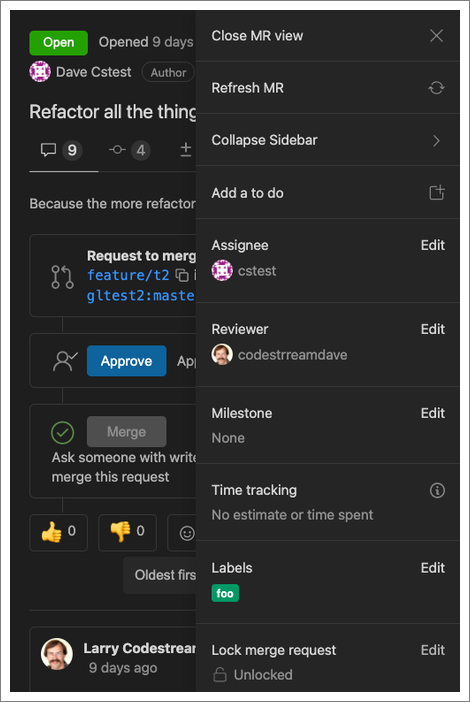 Open Opened 9 days
Dave Cstest Author
Refactor all the thing
9 4
Because the more refactor
Request to merg
feature/t2 i
gltest2:maste
Approve App
Merge
Ask someone with write
merge this request
👍 0 👎 0
Oldest firs
Larry Codestrear
9 days ago
Close MR view
Refresh MR
Collapse Sidebar
Add a to do
Assignee Edit
cstest
Reviewer Edit
codestrreamdave
Milestone Edit
None
Time tracking
No estimate or time spent
Labels Edit
foo
Lock merge request Edit
Unlocked